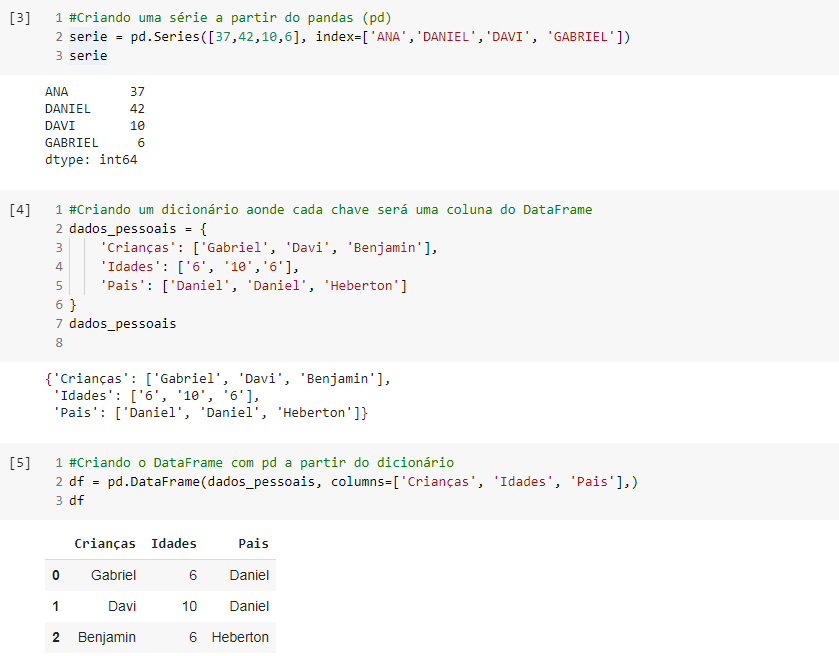 [3] 1 #Criando uma série a partir do pandas (pd)
2 serie = pd.Series([37,42,10,6], index=['ANA','DANIEL','DAVI', 'GABRIEL'])
3 serie
ANA 37
DANIEL 42
DAVI 10
GABRIEL 6
dtype: int64
[4] 1 #Criando um dicionário aonde cada chave será uma coluna do DataFrame
2 dados_pessoais = {
3 'Crianças': ['Gabriel', 'Davi', 'Benjamin'],
4 'Idades': ['6', '10','6'],
5 'Pais': ['Daniel', 'Daniel', 'Heberton']
6 }
7 dados_pessoais
8
{'Crianças': ['Gabriel', 'Davi', 'Benjamin'],
'Idades': ['6', '10', '6'],
'Pais': ['Daniel', 'Daniel', 'Heberton']}
[5] 1 #Criando o DataFrame com pd a partir do dicionário
2 df = pd.DataFrame(dados_pessoais, columns=['Crianças', 'Idades', 'Pais'],)
3 df
Crianças Idades Pais
0 Gabriel 6 Daniel
1 Davi 10 Daniel
2 Benjamin 6 Heberton